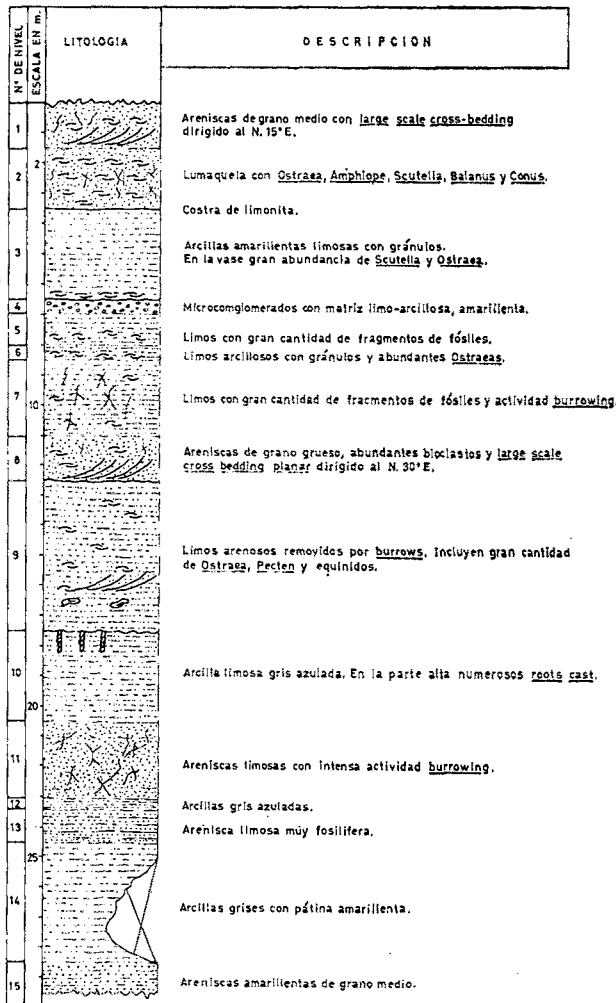 Nº DE NIVEL
ESCALA EN m.
LITOLOGIA
DESCRIPCION
1
Areniscas de grano medio con large scale cross-bedding
dirigido al N. 15°E.
2
2
Lumaquela con Ostraea, Amphiope, Scutella, Balanus y Conus.
Costra de limonita.
3
Arcillas amarillentas limosas con gránulos.
En la vase gran abundancia de Scutella y Ostraea.
4
Microcomglomerados con matriz limo-arcillosa, amarillenta.
5
Limos con gran cantidad de fragmentos de fósiles.
6
Limos arcillosos con gránulos y abundantes Ostraeas.
7
10
Limos con gran cantidad de fracmentos de fósiles y actividad burrowing.
8
Areniscas de grano grueso, abundantes bioclastos y large scale
cross bedding planar dirigido al N. 30°E.
9
Limos arenosos removidos por burrows. Incluyen gran cantidad
de Ostraea, Pecten y equínidos.
10
Arcilla limosa gris azulada. En la parte alta numerosos roots cast.
20
11
Areniscas limosas con intensa actividad burrowing.
12
Arcillas gris azuladas.
13
Arenisca limosa múy fosilífera.
25
14
Arcillas grises con pátina amarillenta.
15
Areniscas amarillentas de grano medio.